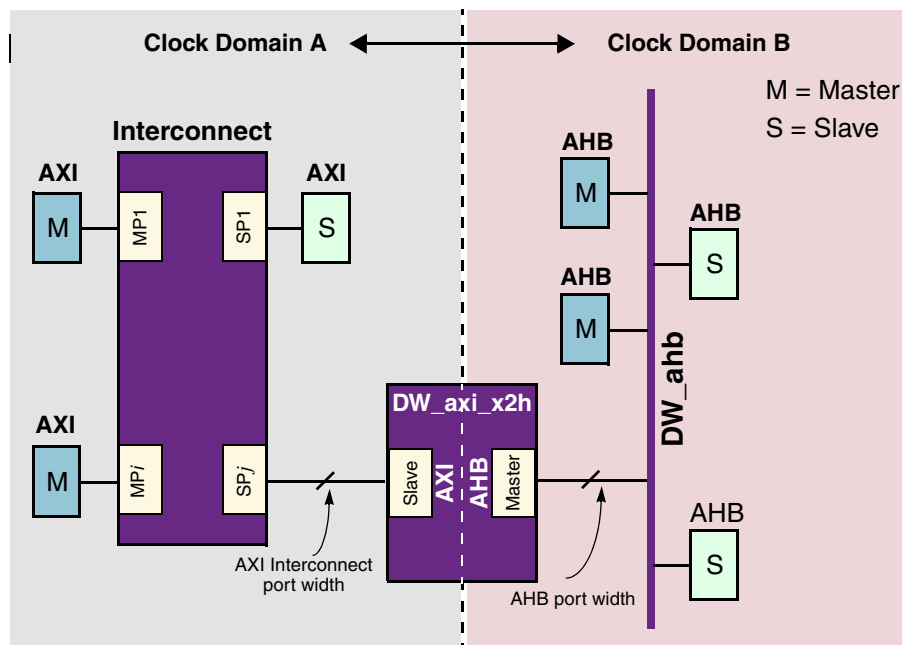 Clock Domain A
Clock Domain B
M = Master
S = Slave
Interconnect
AXI
M
MP1
SP1
AXI
S
AHB
M
AHB
S
AHB
M
DW_ahb
AXI
M
MPi
SPj
DW_axi_x2h
Slave
AXI
AHB
Master
AHB
S
AXI Interconnect
port width
AHB port width